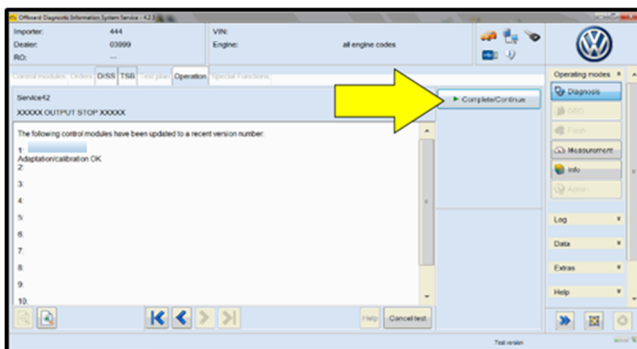 Offboard Diagnostic Information System Service - 4.2.3
Importer: 444 VIN:
Dealer: 03999 Engine: all engine codes
RO: ---
Control modules Orders DISS TSB Test plan Operation Special Functions
Operating modes
Service42
Complete/Continue
Diagnosis
XXXXX OUTPUT STOP XXXXX
OBD
The following control modules have been updated to a recent version number:
Flash
1:
Measurement
Adaptation/calibration OK
2:
Info
3:
Admin
4:
Log
5:
6:
Data
7:
8:
Extras
9:
Help
10.
Help
Cancel test
Test version